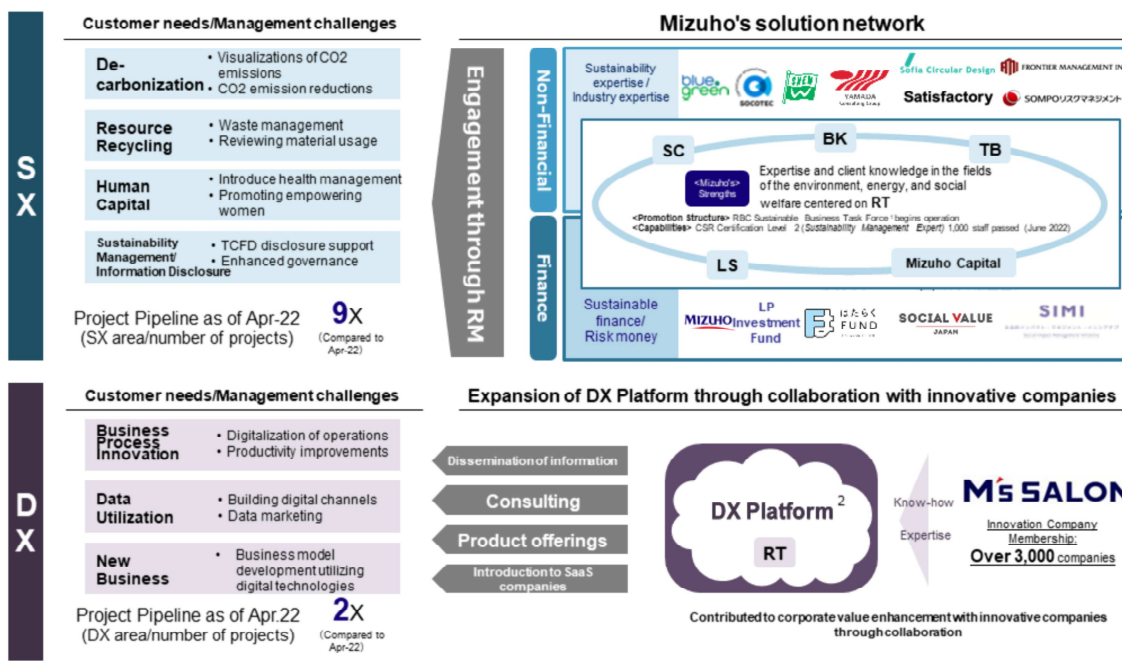 Customer needs/Management challenges
Mizuho's solution network
S
X
De-
carbonization
• Visualizations of CO2
emissions
• CO2 emission reductions
Resource
Recycling
• Waste management
• Reviewing material usage
Human
Capital
• Introduce health management
• Promoting empowering
women
Sustainability
Management/
Information Disclosure
• TCFD disclosure support
• Enhanced governance
Project Pipeline as of Apr-22
(SX area/number of projects)
9X
(Compared to
Apr-22)
Engagement through RM
Non-Financial
Sustainability
expertise /
Industry expertise
blue
green
SOCOTEC
YAMADA
Consulting Group
Sofia Circular Design
FRONTIER MANAGEMENT IN
Satisfactory
SOMPOリスクマネジメント
SC
BK
TB
<Mizuho's>
Strengths
Expertise and client knowledge in the fields
of the environment, energy, and social
welfare centered on RT
<Promotion Structure> RBC Sustainable Business Task Force ¹ begins operation
<Capabilities> CSR Certification Level 2 (Sustainability Management Expert) 1,000 staff passed (June 2022)
LS
Mizuho Capital
Finance
Sustainable
finance/
Risk money
MIZUHO
LP
Investment
Fund
はたらく
FUND
SOCIAL VALUE
JAPAN
SIMI
D
X
Customer needs/Management challenges
Expansion of DX Platform through collaboration with innovative companies
Business
Process
Innovation
• Digitalization of operations
• Productivity improvements
Data
Utilization
• Building digital channels
• Data marketing
New
Business
• Business model
development utilizing
digital technologies
Project Pipeline as of Apr.22
(DX area/number of projects)
2X
(Compared to
Apr-22)
Dissemination of information
Consulting
Product offerings
Introduction to SaaS
companies
DX Platform ²
RT
Know-how
Expertise
M's SALON
Innovation Company
Membership:
Over 3,000 companies
Contributed to corporate value enhancement with innovative companies
through collaboration